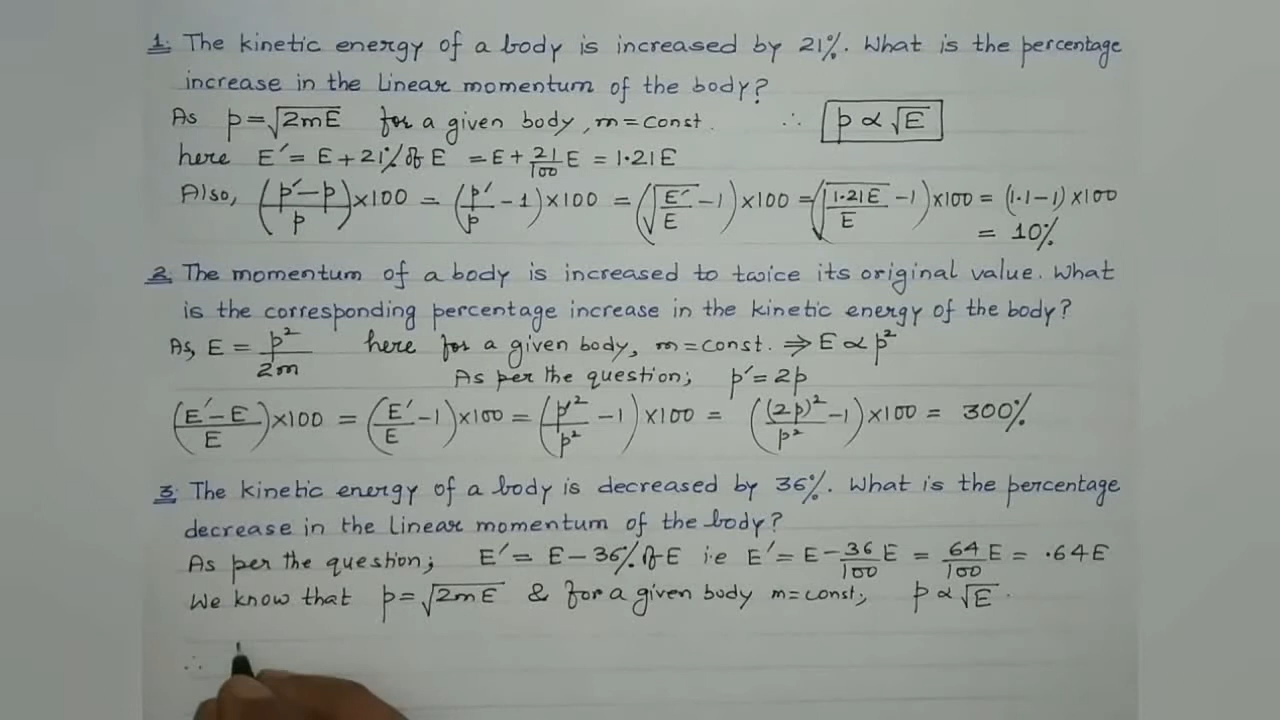 1. The kinetic energy of a body is increased by 21%. What is the percentage
increase in the Linear momentum of the body?
As p = √2mE for a given body, m = const. ∴ p ∝ √E
here E′ = E + 21% of E = E + 21/100 E = 1.21E
Also, (p′ − p / p) × 100 = (p′/p − 1) × 100 = (√E′/E − 1) × 100 = (√1.21E/E − 1) × 100 = (1.1 − 1) × 100
= 10%
2. The momentum of a body is increased to twice its original value. What
is the corresponding percentage increase in the kinetic energy of the body?
As, E = p²/2m here for a given body, m = const. ⇒ E ∝ p²
As per the question; p′ = 2p
(E′ − E / E) × 100 = (E′/E − 1) × 100 = (p′²/p² − 1) × 100 = ((2p)²/p² − 1) × 100 = 300%
3. The kinetic energy of a body is decreased by 36%. What is the percentage
decrease in the Linear momentum of the body?
As per the question; E′ = E − 36% of E i.e E′ = E − 36/100 E = 64/100 E = .64E
We know that p = √2mE & for a given body m = const; p ∝ √E.
∴